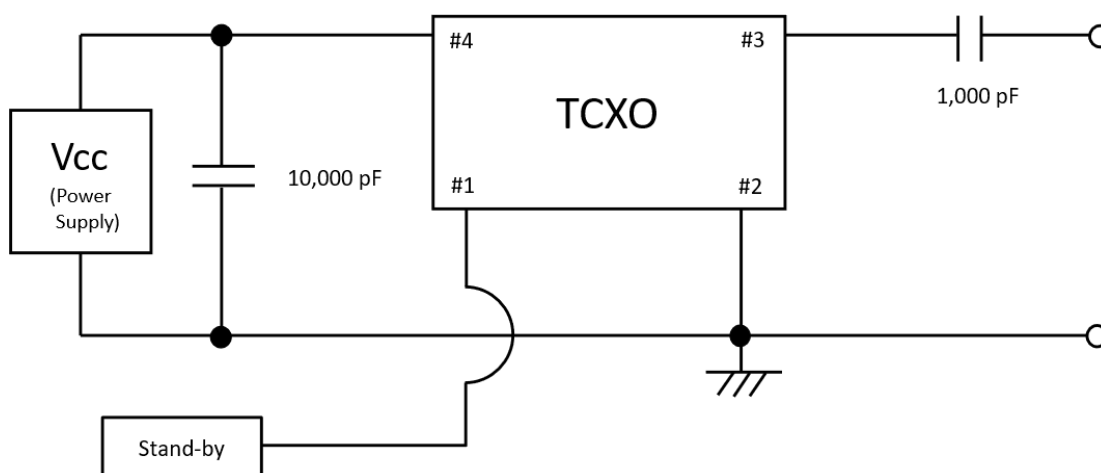 #4
#3
TCXO
1,000 pF
Vcc
(Power
Supply)
10,000 pF
#1
#2
Stand-by